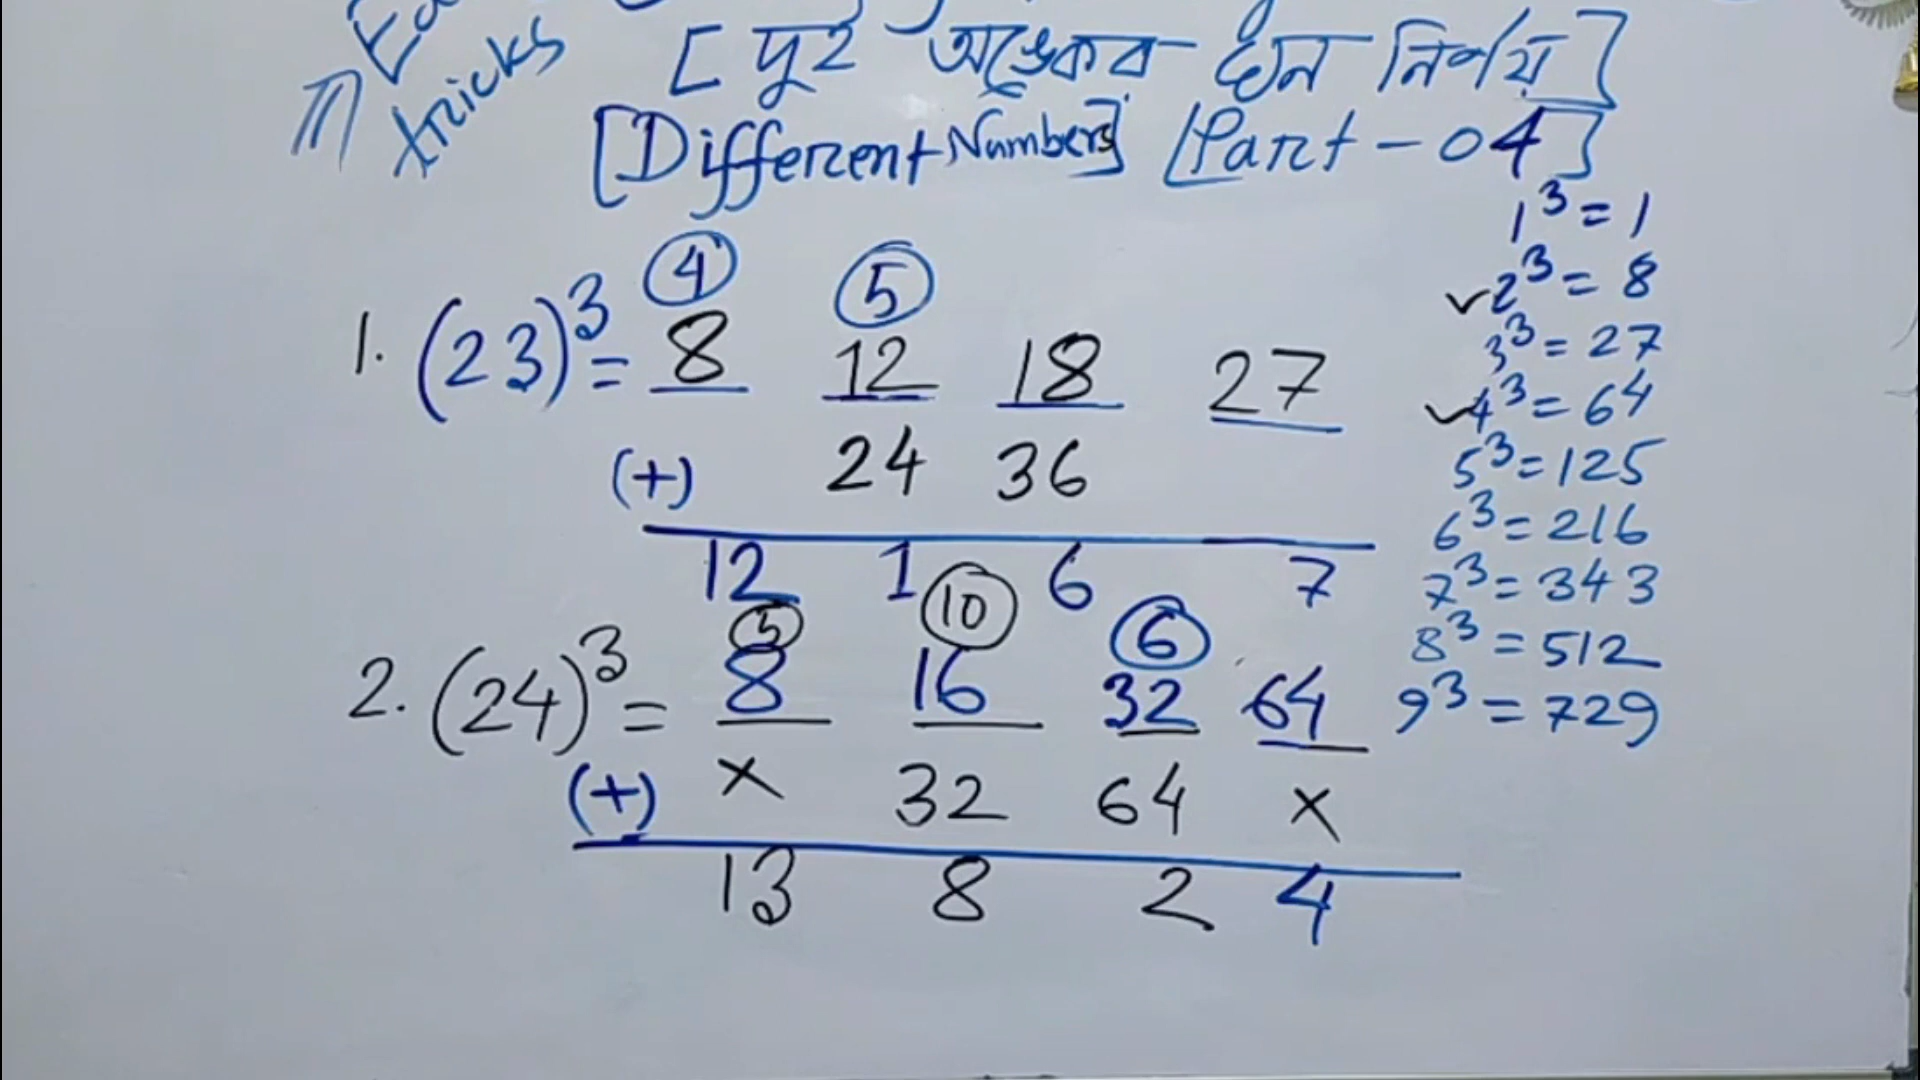 tricks
[দুই অঙ্কের ঘন নির্ণয়]
[Different Numbers] [Part-04]
1³ = 1
2³ = 8
3³ = 27
4³ = 64
5³ = 125
6³ = 216
7³ = 343
8³ = 512
9³ = 729
4 5
1. (23)³ = 8 12 18 27
(+) 24 36
12 1 6 7
5 10 6
2. (24)³ = 8 16 32 64
(+) × 32 64 ×
13 8 2 4